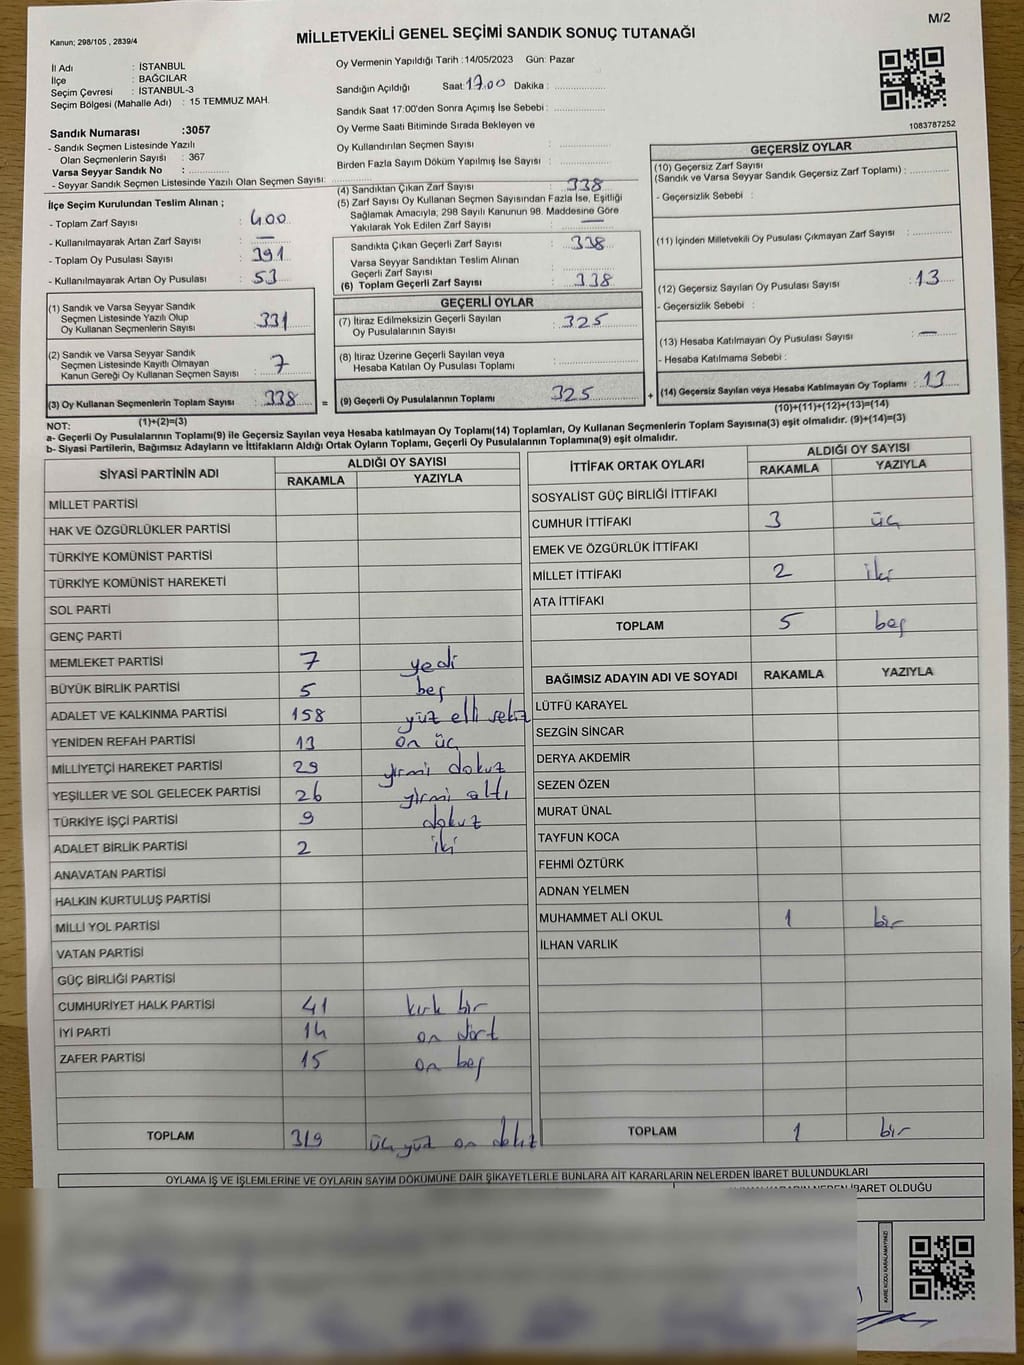 M/2
Kanun; 298/105 , 2839/4
MİLLETVEKİLİ GENEL SEÇİMİ SANDIK SONUÇ TUTANAĞI
İl Adı : İSTANBUL
İlçe : BAĞCILAR
Seçim Çevresi : İSTANBUL-3
Seçim Bölgesi (Mahalle Adı) : 15 TEMMUZ MAH.
Sandık Numarası :3057
- Sandık Seçmen Listesinde Yazılı
Olan Seçmenlerin Sayısı : 367
Varsa Seyyar Sandık No :
- Seyyar Sandık Seçmen Listesinde Yazılı Olan Seçmen Sayısı:
Oy Vermenin Yapıldığı Tarih :14/05/2023 Gün: Pazar
Sandığın Açıldığı Saat: 17.00 Dakika :
Sandık Saat 17:00'den Sonra Açımış İse Sebebi :
Oy Verme Saati Bitiminde Sırada Bekleyen ve
Oy Kullandırılan Seçmen Sayısı :
Birden Fazla Sayım Döküm Yapılmış İse Sayısı :
1083787252
İlçe Seçim Kurulundan Teslim Alınan ;
- Toplam Zarf Sayısı : 400
- Kullanılmayarak Artan Zarf Sayısı : —
- Toplam Oy Pusulası Sayısı : 391
- Kullanılmayarak Artan Oy Pusulası : 53
(4) Sandıktan Çıkan Zarf Sayısı : 338
(5) Zarf Sayısı Oy Kullanan Seçmen Sayısından Fazla İse, Eşitliği
Sağlamak Amacıyla, 298 Sayılı Kanunun 98. Maddesine Göre
Yakılarak Yok Edilen Zarf Sayısı : —
Sandıkta Çıkan Geçerli Zarf Sayısı : 338
Varsa Seyyar Sandıktan Teslim Alınan
Geçerli Zarf Sayısı :
(6) Toplam Geçerli Zarf Sayısı : 338
GEÇERSİZ OYLAR
(10) Geçersiz Zarf Sayısı
(Sandık ve Varsa Seyyar Sandık Geçersiz Zarf Toplamı) :
- Geçersizlik Sebebi :
(11) İçinden Milletvekili Oy Pusulası Çıkmayan Zarf Sayısı :
(12) Geçersiz Sayılan Oy Pusulası Sayısı : 13
- Geçersizlik Sebebi :
(13) Hesaba Katılmayan Oy Pusulası Sayısı : —
- Hesaba Katılmama Sebebi :
(14) Geçersiz Sayılan veya Hesaba Katılmayan Oy Toplamı : 13
(10)+(11)+(12)+(13)=(14)
(1) Sandık ve Varsa Seyyar Sandık
Seçmen Listesinde Yazılı Olup
Oy Kullanan Seçmenlerin Sayısı : 331
(2) Sandık ve Varsa Seyyar Sandık
Seçmen Listesinde Kayıtlı Olmayan
Kanun Gereği Oy Kullanan Seçmen Sayısı : 7
(3) Oy Kullanan Seçmenlerin Toplam Sayısı : 338 =
(1)+(2)=(3)
GEÇERLİ OYLAR
(7) İtiraz Edilmeksizin Geçerli Sayılan
Oy Pusulalarının Sayısı : 325
(8) İtiraz Üzerine Geçerli Sayılan veya
Hesaba Katılan Oy Pusulası Toplamı :
(9) Geçerli Oy Pusulalarının Toplamı : 325 +
NOT:
a- Geçerli Oy Pusulalarının Toplamı(9) ile Geçersiz Sayılan veya Hesaba Katılmayan Oy Toplamı(14) Toplamları, Oy Kullanan Seçmenlerin Toplam Sayısına(3) eşit olmalıdır. (9)+(14)=(3)
b- Siyasi Partilerin, Bağımsız Adayların ve İttifakların Aldığı Ortak Oyların Toplamı, Geçerli Oy Pusulalarının Toplamına(9) eşit olmalıdır.
SİYASİ PARTİNİN ADI ALDIĞI OY SAYISI
RAKAMLA YAZIYLA
MİLLET PARTİSİ
HAK VE ÖZGÜRLÜKLER PARTİSİ
TÜRKİYE KOMÜNİST PARTİSİ
TÜRKİYE KOMÜNİST HAREKETİ
SOL PARTİ
GENÇ PARTİ
MEMLEKET PARTİSİ 7 yedi
BÜYÜK BİRLİK PARTİSİ 5 beş
ADALET VE KALKINMA PARTİSİ 158 yüz elli sekiz
YENİDEN REFAH PARTİSİ 13 on üç
MİLLİYETÇİ HAREKET PARTİSİ 29 yirmi dokuz
YEŞİLLER VE SOL GELECEK PARTİSİ 26 yirmi altı
TÜRKİYE İŞÇİ PARTİSİ 9 dokuz
ADALET BİRLİK PARTİSİ 2 iki
ANAVATAN PARTİSİ
HALKIN KURTULUŞ PARTİSİ
MİLLİ YOL PARTİSİ
VATAN PARTİSİ
GÜÇ BİRLİĞİ PARTİSİ
CUMHURİYET HALK PARTİSİ 41 kırk bir
İYİ PARTİ 14 on dört
ZAFER PARTİSİ 15 on beş
TOPLAM 319 üç yüz on dokuz
İTTİFAK ORTAK OYLARI ALDIĞI OY SAYISI
RAKAMLA YAZIYLA
SOSYALİST GÜÇ BİRLİĞİ İTTİFAKI
CUMHUR İTTİFAKI 3 üç
EMEK VE ÖZGÜRLÜK İTTİFAKI
MİLLET İTTİFAKI 2 iki
ATA İTTİFAKI
TOPLAM 5 beş
BAĞIMSIZ ADAYIN ADI VE SOYADI RAKAMLA YAZIYLA
LÜTFÜ KARAYEL
SEZGİN SİNCAR
DERYA AKDEMİR
SEZEN ÖZEN
MURAT ÜNAL
TAYFUN KOCA
FEHMİ ÖZTÜRK
ADNAN YELMEN
MUHAMMET ALİ OKUL 1 bir
İLHAN VARLIK
TOPLAM 1 bir
OYLAMA İŞ VE İŞLEMLERİNE VE OYLARIN SAYIM DÖKÜMÜNE DAİR ŞİKAYETLERLE BUNLARA AİT KARARLARIN NELERDEN İBARET BULUNDUKLARI
İBARET OLDUĞU
KARE KODU KARALAMAYINIZ!